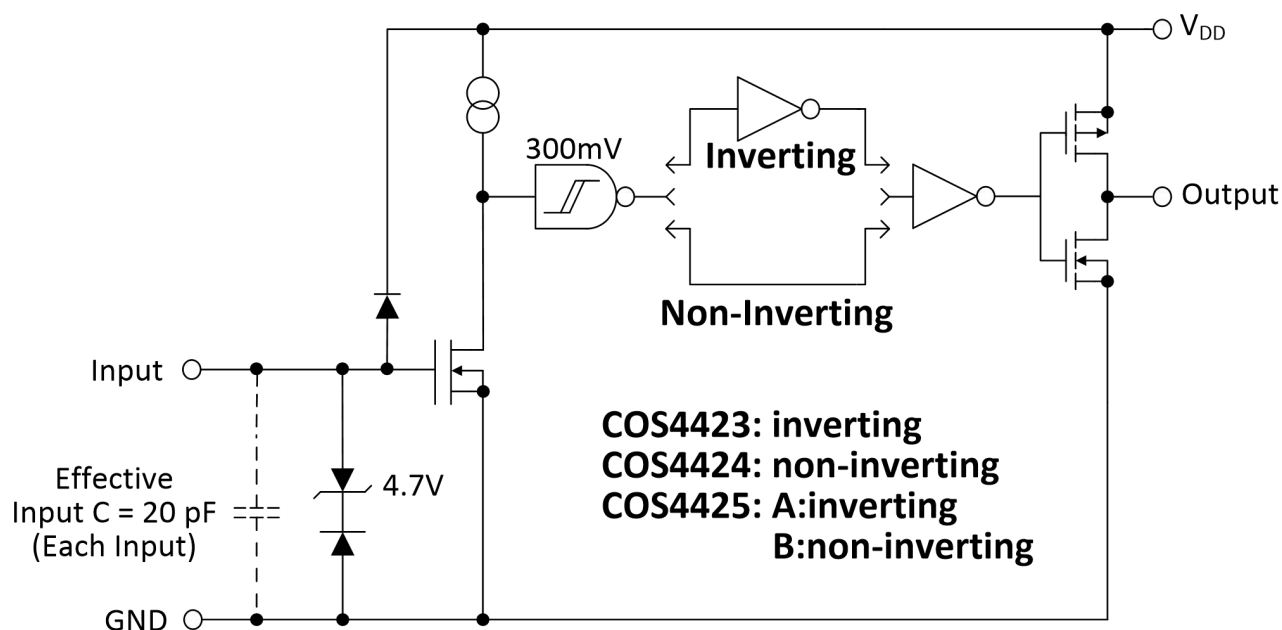 V_DD
300mV
Inverting
Output
Non-Inverting
Input
COS4423: inverting
COS4424: non-inverting
COS4425: A:inverting
B:non-inverting
4.7V
Effective
Input C = 20 pF
(Each Input)
GND